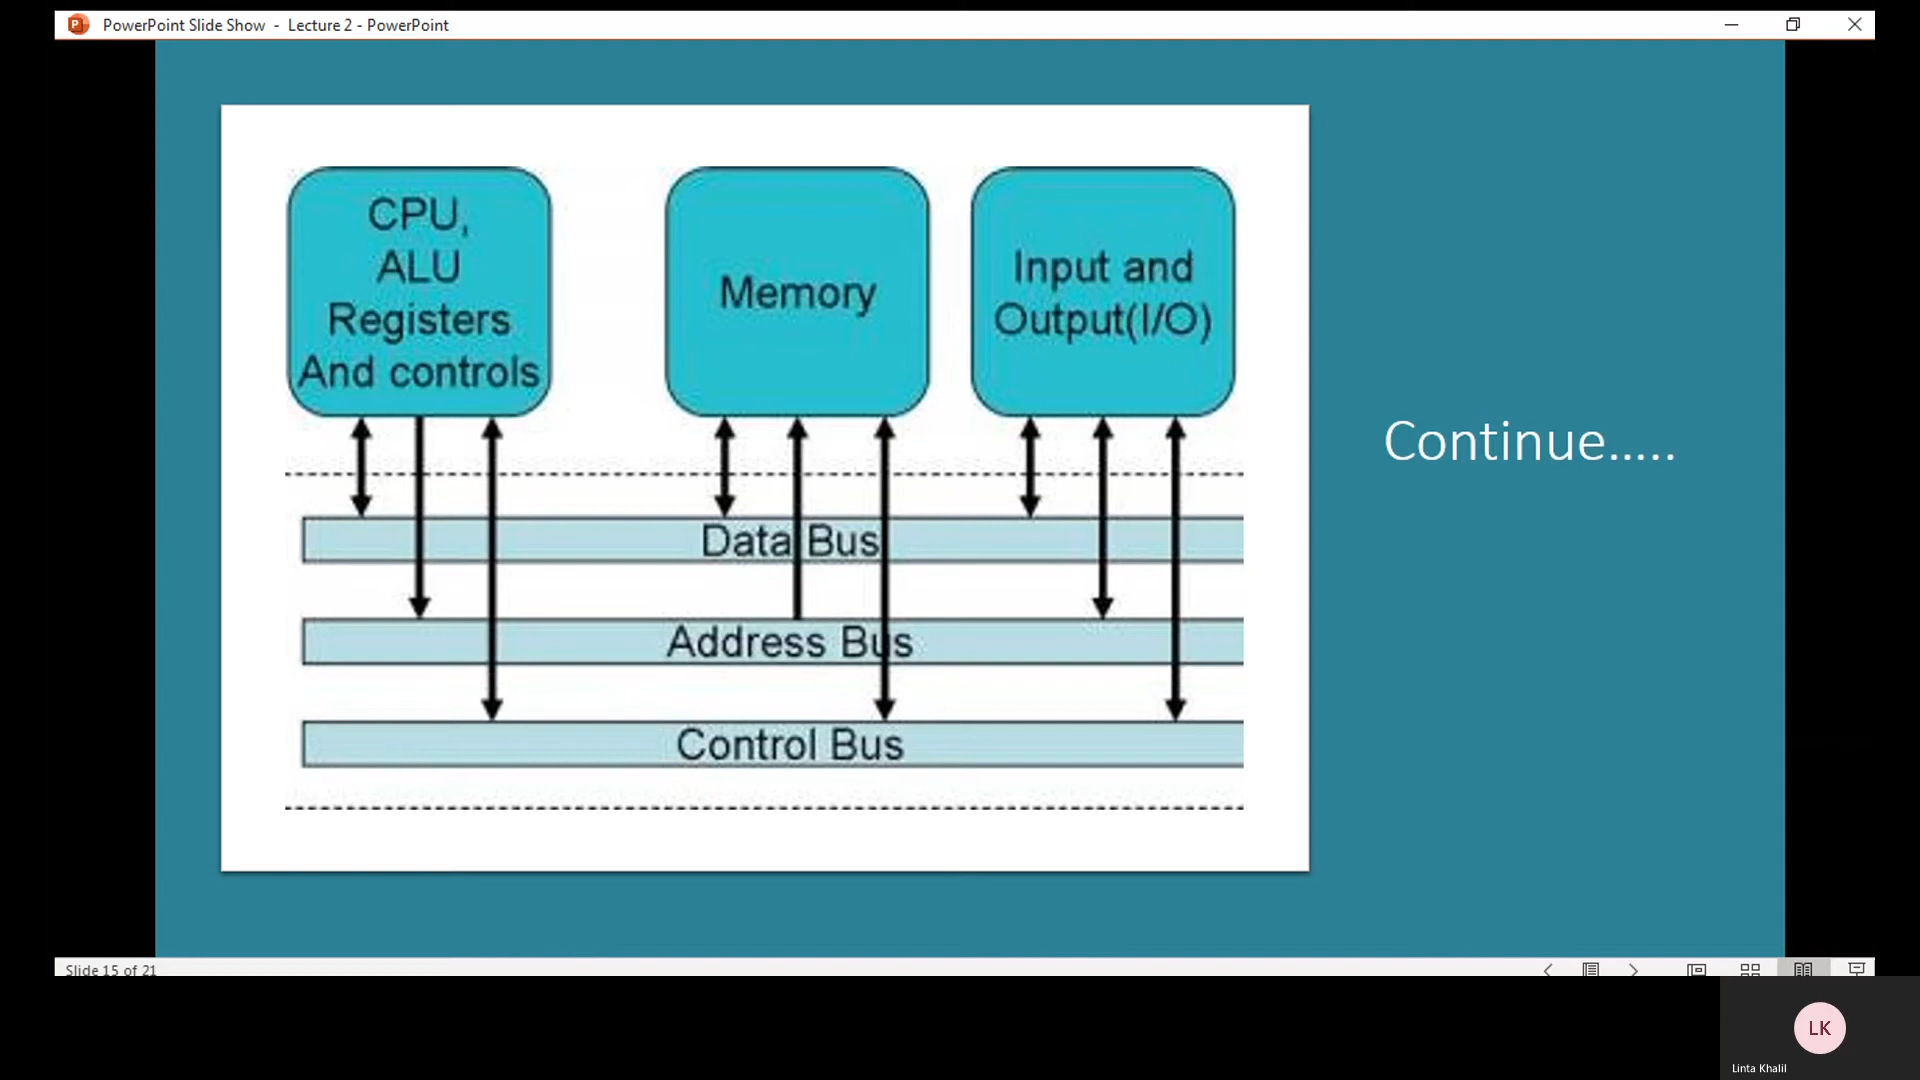 PowerPoint Slide Show - Lecture 2 - PowerPoint
CPU,
ALU
Registers
And controls
Memory
Input and
Output(I/O)
Data Bus
Address Bus
Control Bus
Continue.....
Slide 15 of 21
LK
Linta Khalil